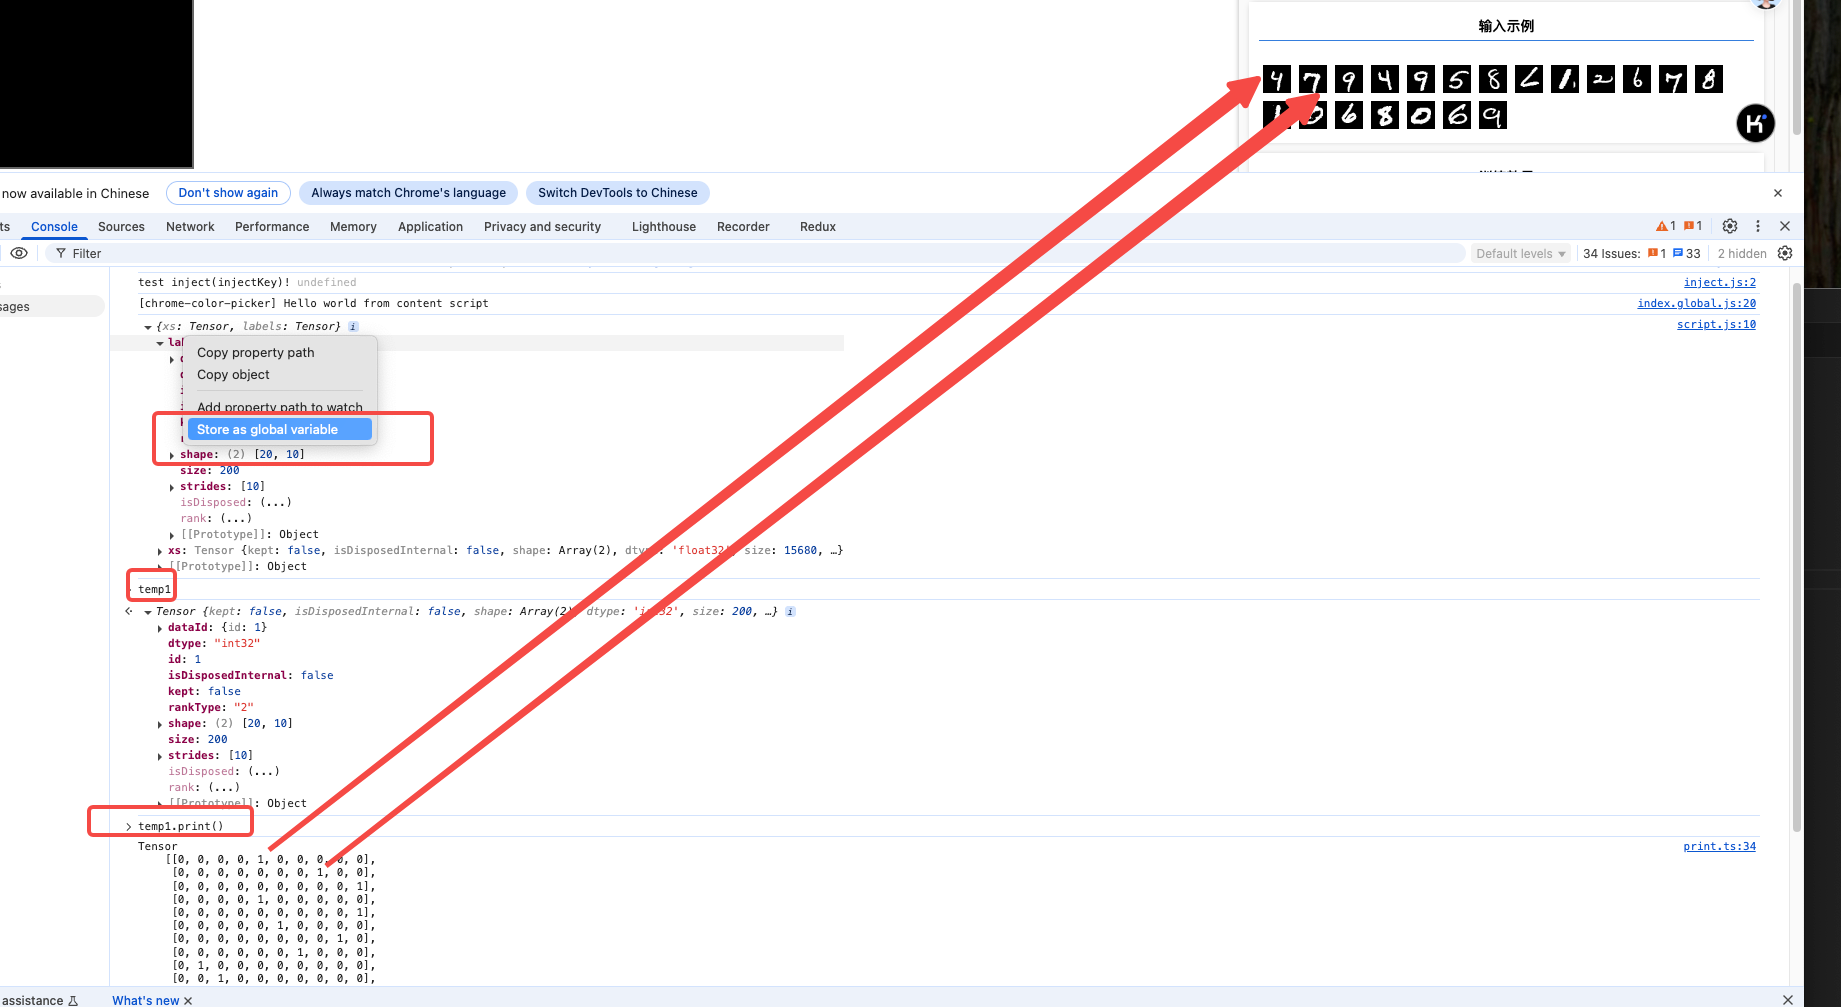 输入示例
4 7 9 4 9 5 8 6 1 2 6 7 8
1 0 6 8 0 6 9
now available in Chinese Don't show again Always match Chrome's language Switch DevTools to Chinese
ts Console Sources Network Performance Memory Application Privacy and security Lighthouse Recorder Redux 1 1
Filter Default levels 34 Issues: 1 33 2 hidden
test inject(injectKey)! undefined inject.js:2
sages
[chrome-color-picker] Hello world from content script index.global.js:20
{xs: Tensor, labels: Tensor} script.js:10
Copy property path
Copy object
Add property path to watch
Store as global variable
shape: (2) [20, 10]
size: 200
strides: [10]
isDisposed: (...)
rank: (...)
[[Prototype]]: Object
xs: Tensor {kept: false, isDisposedInternal: false, shape: Array(2), dtype: 'float32', size: 15680, …}
[[Prototype]]: Object
temp1
Tensor {kept: false, isDisposedInternal: false, shape: Array(2), dtype: 'int32', size: 200, …}
dataId: {id: 1}
dtype: "int32"
id: 1
isDisposedInternal: false
kept: false
rankType: "2"
shape: (2) [20, 10]
size: 200
strides: [10]
isDisposed: (...)
rank: (...)
[[Prototype]]: Object
> temp1.print()
Tensor print.ts:34
[[0, 0, 0, 0, 1, 0, 0, 0, 0, 0],
[0, 0, 0, 0, 0, 0, 0, 1, 0, 0],
[0, 0, 0, 0, 0, 0, 0, 0, 0, 1],
[0, 0, 0, 0, 1, 0, 0, 0, 0, 0],
[0, 0, 0, 0, 0, 0, 0, 0, 0, 1],
[0, 0, 0, 0, 0, 1, 0, 0, 0, 0],
[0, 0, 0, 0, 0, 0, 0, 0, 1, 0],
[0, 0, 0, 0, 0, 0, 1, 0, 0, 0],
[0, 1, 0, 0, 0, 0, 0, 0, 0, 0],
[0, 0, 1, 0, 0, 0, 0, 0, 0, 0],
assistance What's new